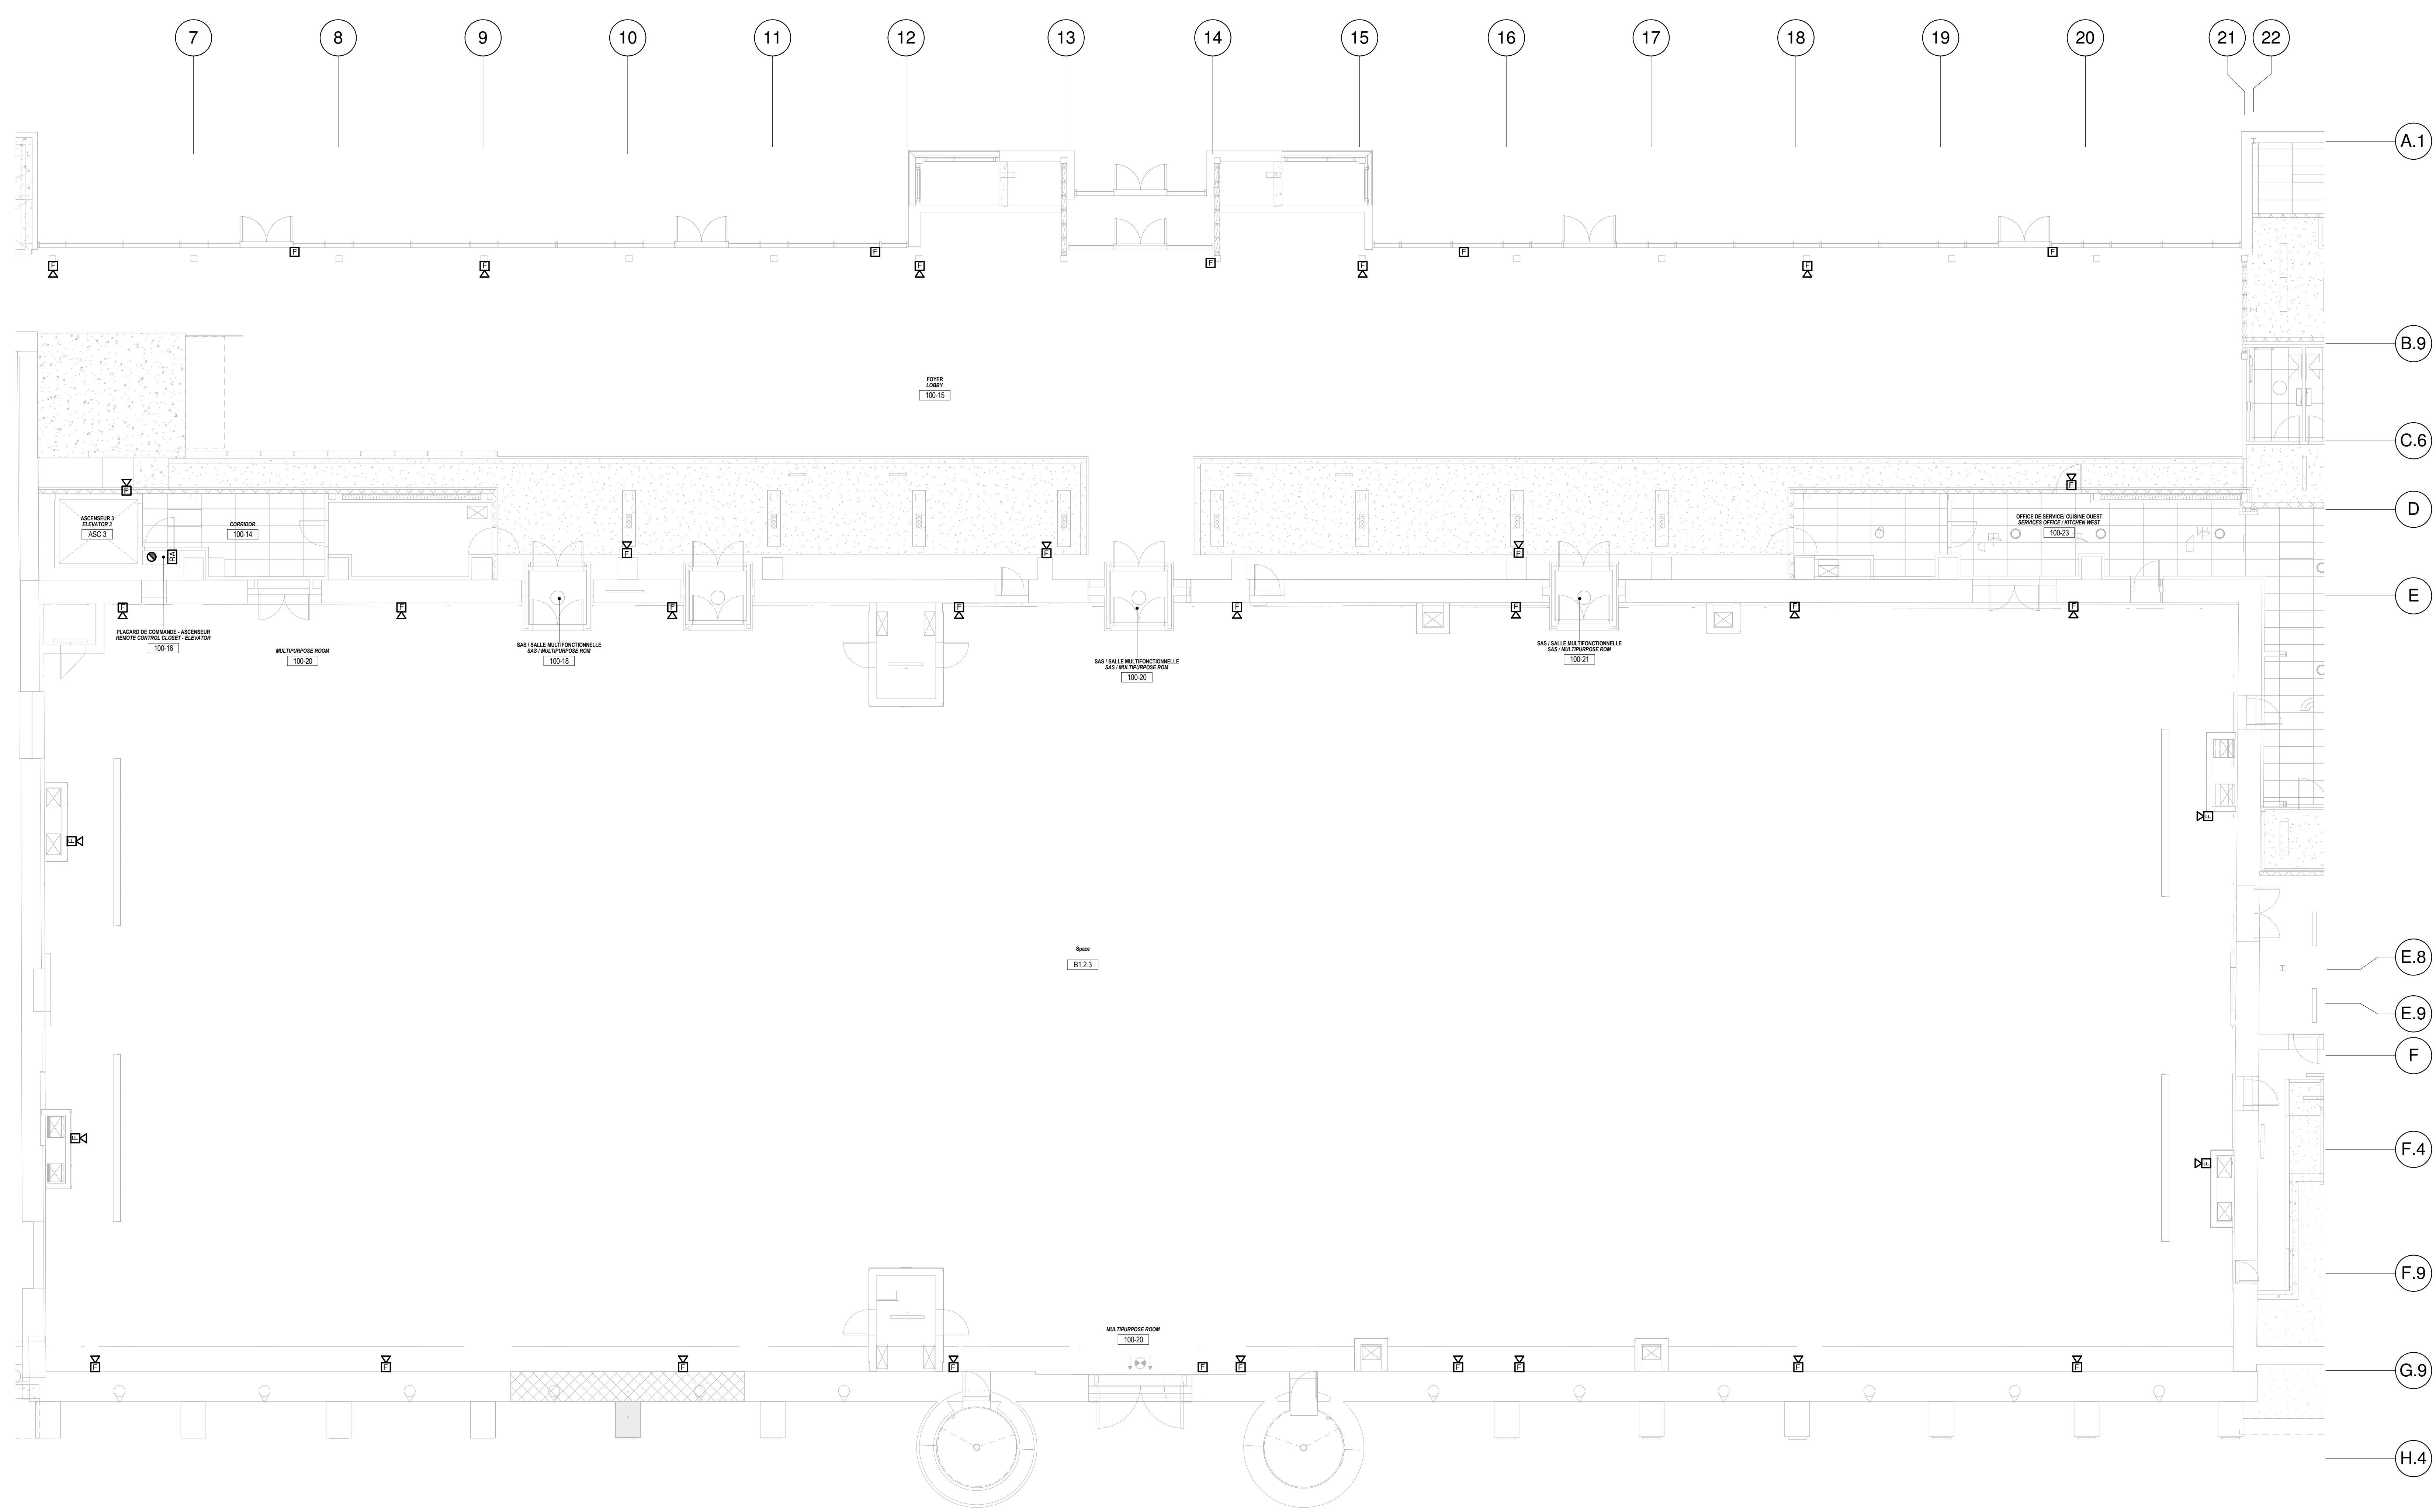 7 8 9 10 11 12 13 14 15 16 17 18 19 20 21 22
A.1
F F F F
F F F F F F
B.9
FOYER
LOBBY
100-15
C.6
F F
D
ASCENSEUR 3
ELEVATOR 3
ASC 3
CORRIDOR
100-14
OFFICE DE SERVICE/ CUISINE OUEST
SERVICES OFFICE / KITCHEN WEST
100-23
RA F F F
E
F F F F F F F F
PLACARD DE COMMANDE - ASCENSEUR
REMOTE CONTROL CLOSET - ELEVATOR
100-16
MULTIPURPOSE ROOM
100-20
SAS / SALLE MULTIFONCTIONNELLE
SAS / MULTIPURPOSE ROM
100-18
SAS / SALLE MULTIFONCTIONNELLE
SAS / MULTIPURPOSE ROM
100-20
SAS / SALLE MULTIFONCTIONNELLE
SAS / MULTIPURPOSE ROM
100-21
F F
Space
B1.2.3
E.8
E.9
F
F F
F.4
F.9
MULTIPURPOSE ROOM
100-20
F F F F F F F F F F
G.9
H.4